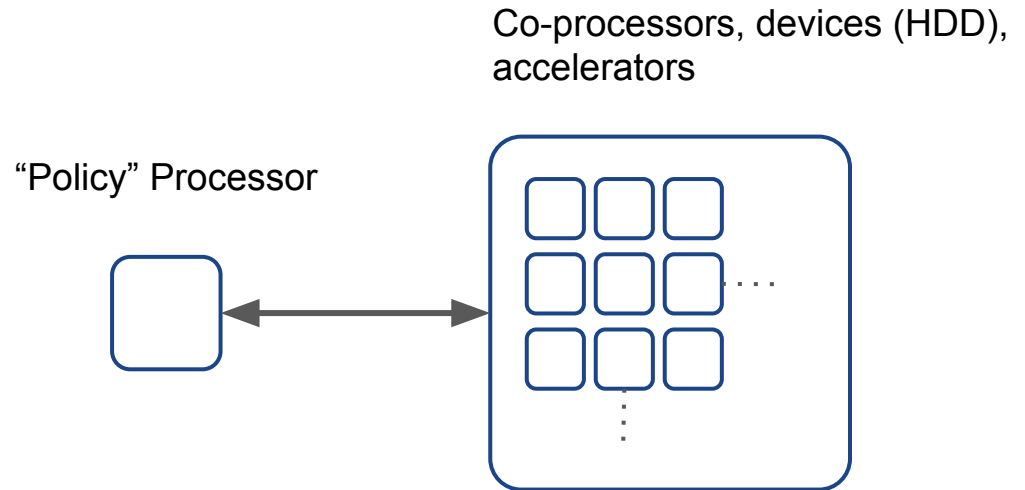 Co-processors, devices (HDD),
accelerators
“Policy” Processor